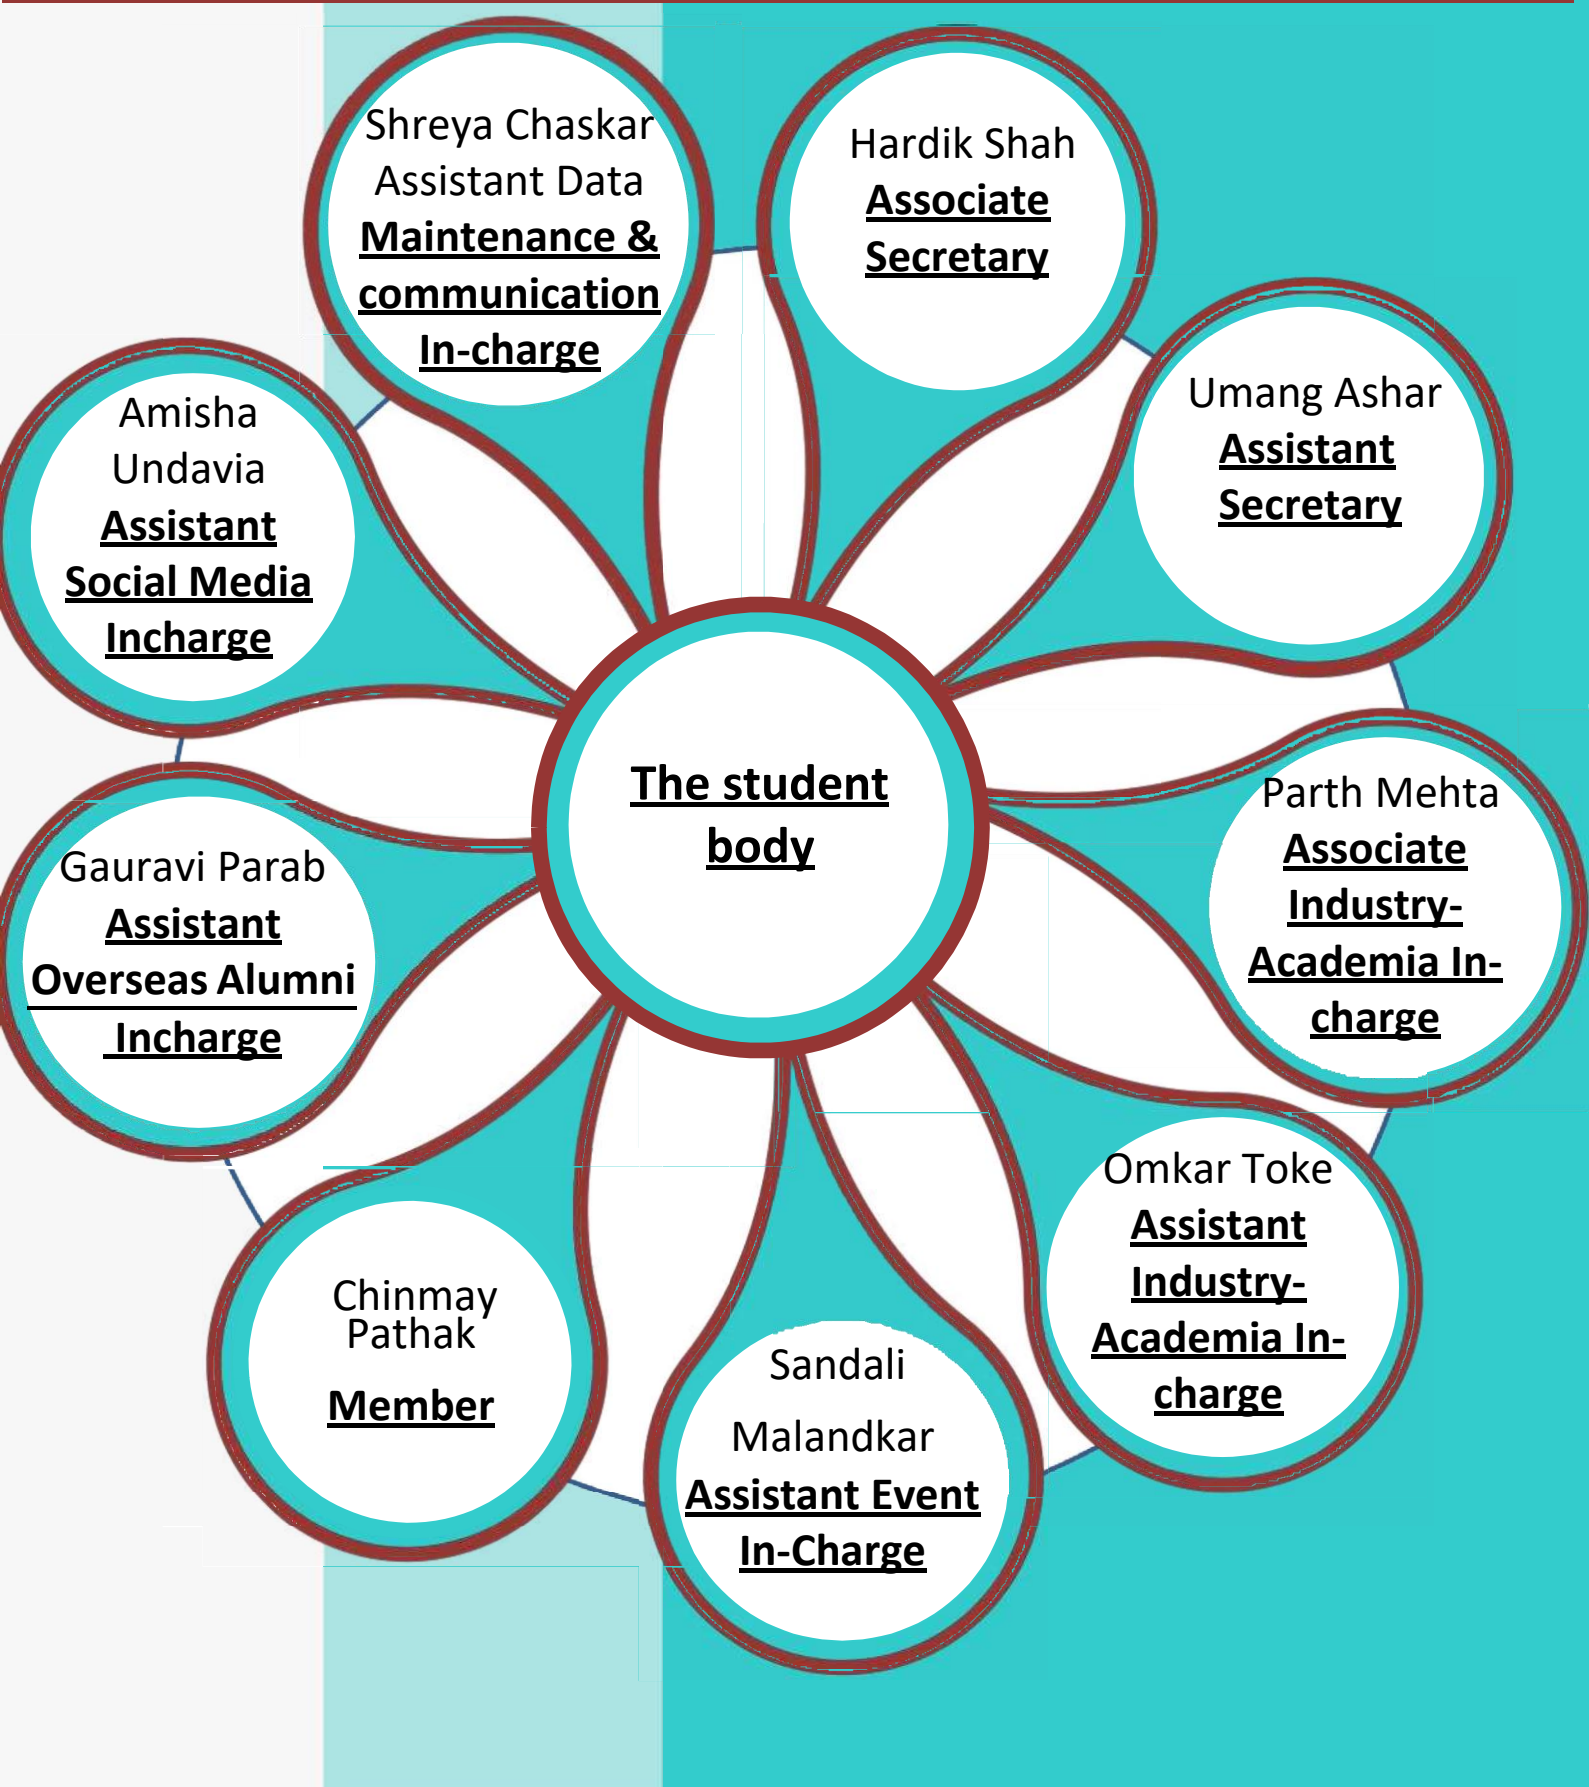 Shreya Chaskar
Assistant Data
Maintenance &
communication
In-charge
Hardik Shah
Associate
Secretary
Umang Ashar
Assistant
Secretary
Amisha
Undavia
Assistant
Social Media
Incharge
The student
body
Parth Mehta
Associate
Industry-
Academia In-
charge
Gauravi Parab
Assistant
Overseas Alumni
Incharge
Omkar Toke
Assistant
Industry-
Academia In-
charge
Chinmay
Pathak
Member
Sandali
Malandkar
Assistant Event
In-Charge